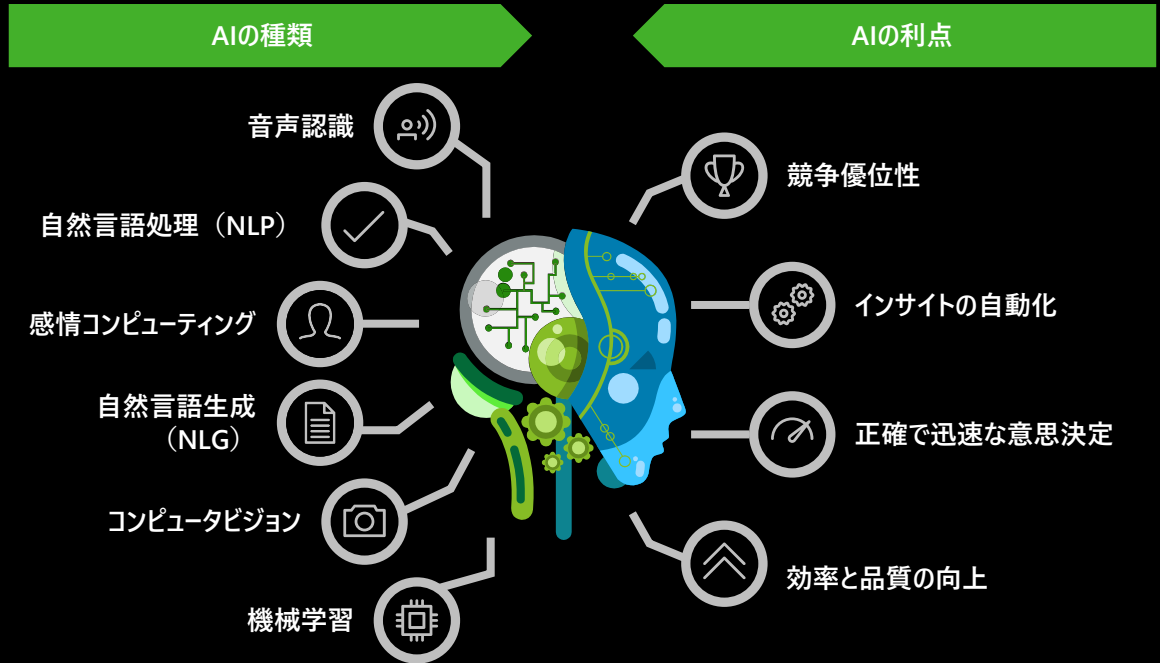 AIの種類
AIの利点
音声認識
自然言語処理（NLP）
感情コンピューティング
自然言語生成
（NLG）
コンピュータビジョン
機械学習
競争優位性
インサイトの自動化
正確で迅速な意思決定
効率と品質の向上